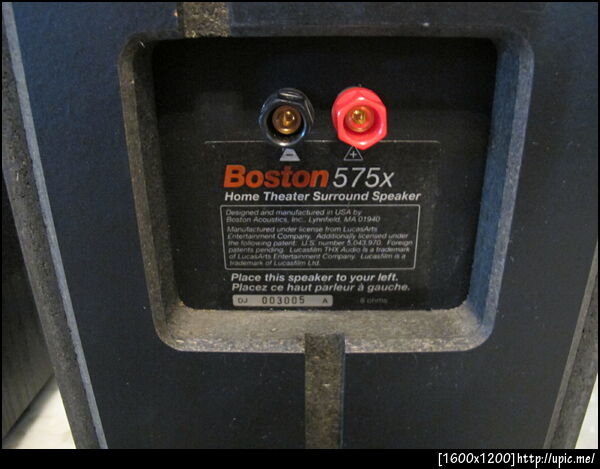 Boston 575x
Home Theater Surround Speaker
Designed and manufactured in USA by
Boston Acoustics, Inc., Lynnfield, MA 01940
Manufactured under license from LucasArts
Entertainment Company. Additionally licensed under
the following patent: U.S. number 5,043,970. Foreign
patents pending. Lucasfilm THX Audio is a trademark
of LucasArts Entertainment Company. Lucasfilm is a
trademark of Lucasfilm Ltd.
Place this speaker to your left.
Placez ce haut parleur à gauche.
DJ 003005 A 8 ohms
[1600x1200]http://upic.me/